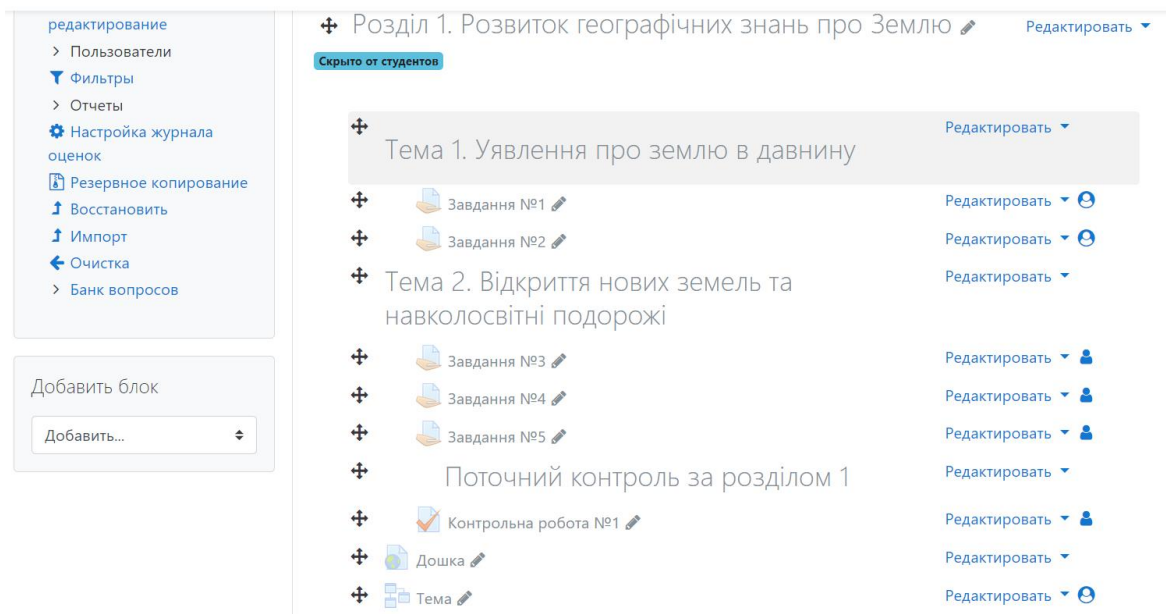 редактирование
Пользователи
Фильтры
Отчеты
Настройка журнала
оценок
Резервное копирование
Восстановить
Импорт
Очистка
Банк вопросов
Добавить блок
Добавить...
Розділ 1. Розвиток географічних знань про Землю
Редактировать
Скрыто от студентов
Тема 1. Уявлення про землю в давнину
Редактировать
Завдання №1
Редактировать
Завдання №2
Редактировать
Тема 2. Відкриття нових земель та
навколосвітні подорожі
Редактировать
Завдання №3
Редактировать
Завдання №4
Редактировать
Завдання №5
Редактировать
Поточний контроль за розділом 1
Редактировать
Контрольна робота №1
Редактировать
Дошка
Редактировать
Тема
Редактировать